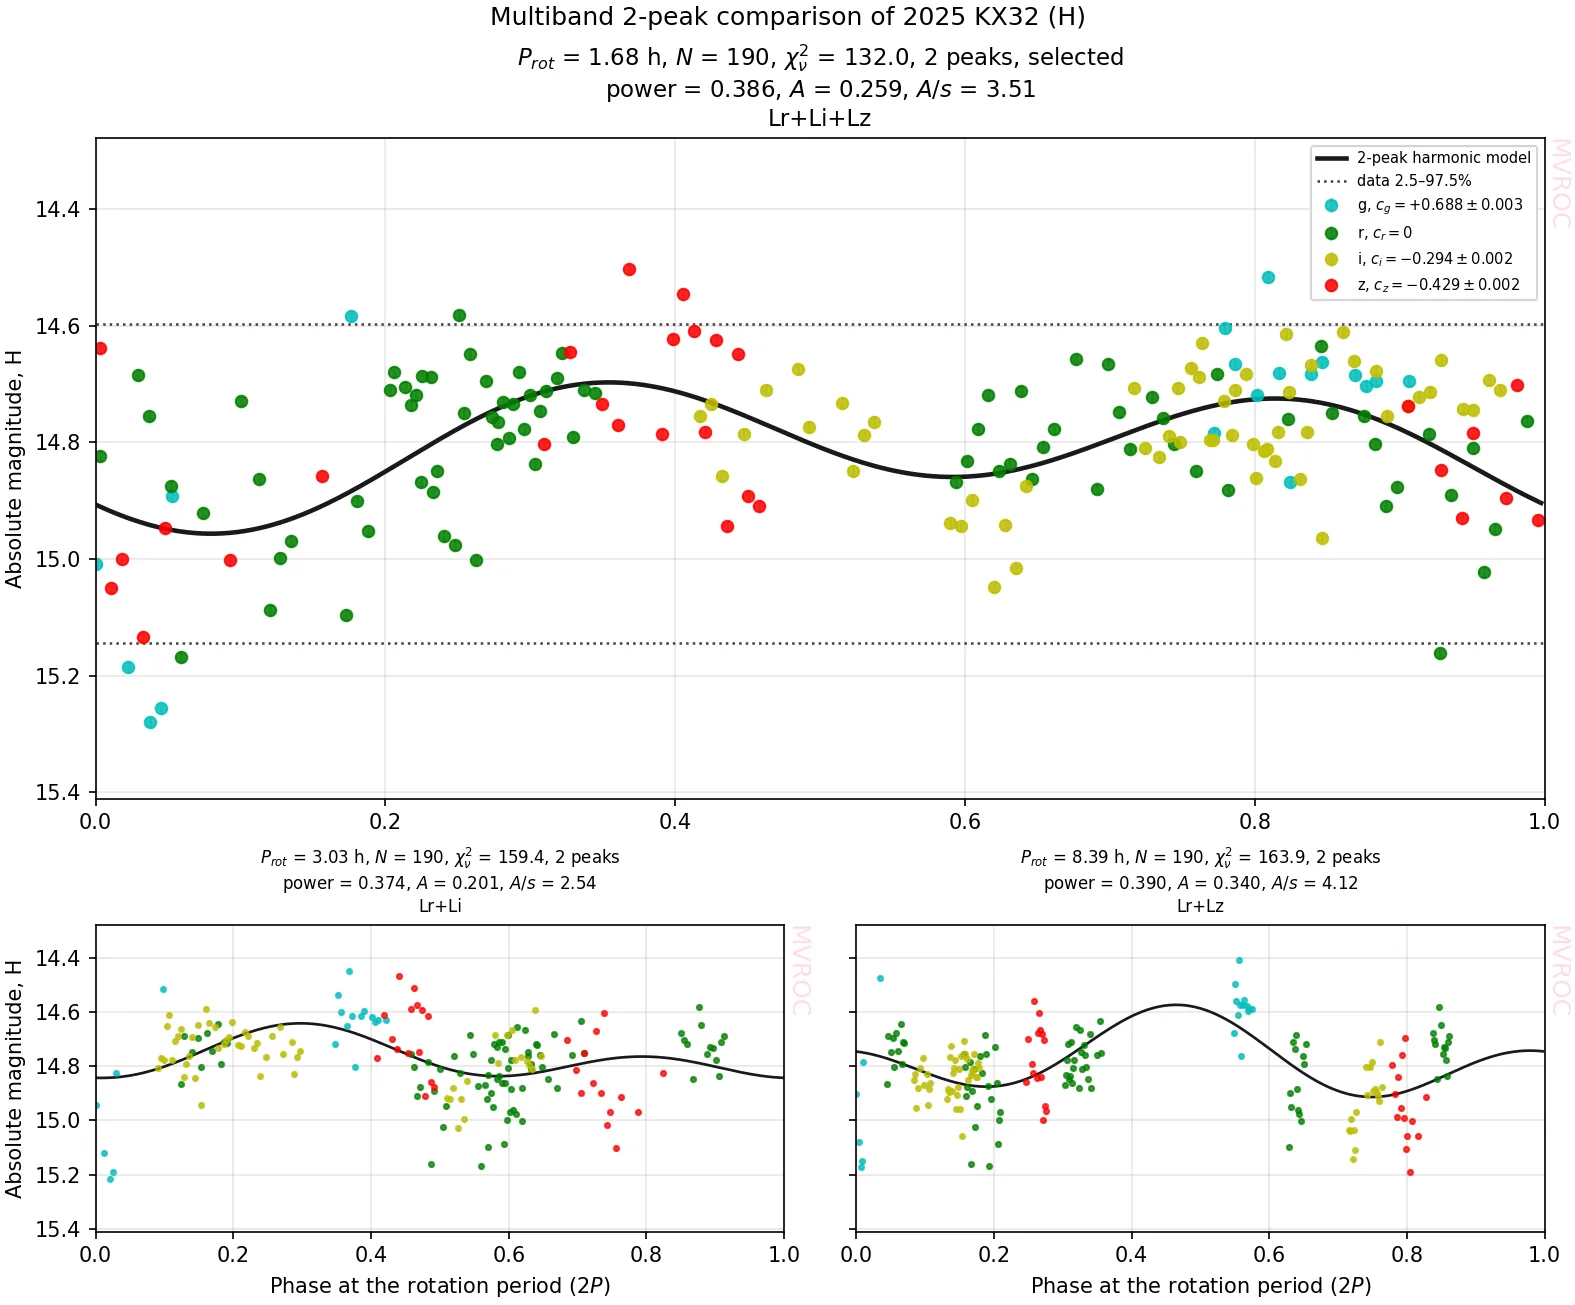 Multiband 2-peak comparison of 2025 KX32 (H)
P_rot = 1.68 h, N = 190, χ²_ν = 132.0, 2 peaks, selected
power = 0.386, A = 0.259, A/s = 3.51
Lr+Li+Lz
2-peak harmonic model
data 2.5–97.5%
g, c_g = +0.688 ± 0.003
r, c_r = 0
i, c_i = −0.294 ± 0.002
z, c_z = −0.429 ± 0.002
MVROC
Absolute magnitude, H
14.4
14.6
14.8
15.0
15.2
15.4
0.0 0.2 0.4 0.6 0.8 1.0
P_rot = 3.03 h, N = 190, χ²_ν = 159.4, 2 peaks
power = 0.374, A = 0.201, A/s = 2.54
Lr+Li
MVROC
Absolute magnitude, H
14.4
14.6
14.8
15.0
15.2
15.4
0.0 0.2 0.4 0.6 0.8 1.0
Phase at the rotation period (2P)
P_rot = 8.39 h, N = 190, χ²_ν = 163.9, 2 peaks
power = 0.390, A = 0.340, A/s = 4.12
Lr+Lz
MVROC
0.0 0.2 0.4 0.6 0.8 1.0
Phase at the rotation period (2P)